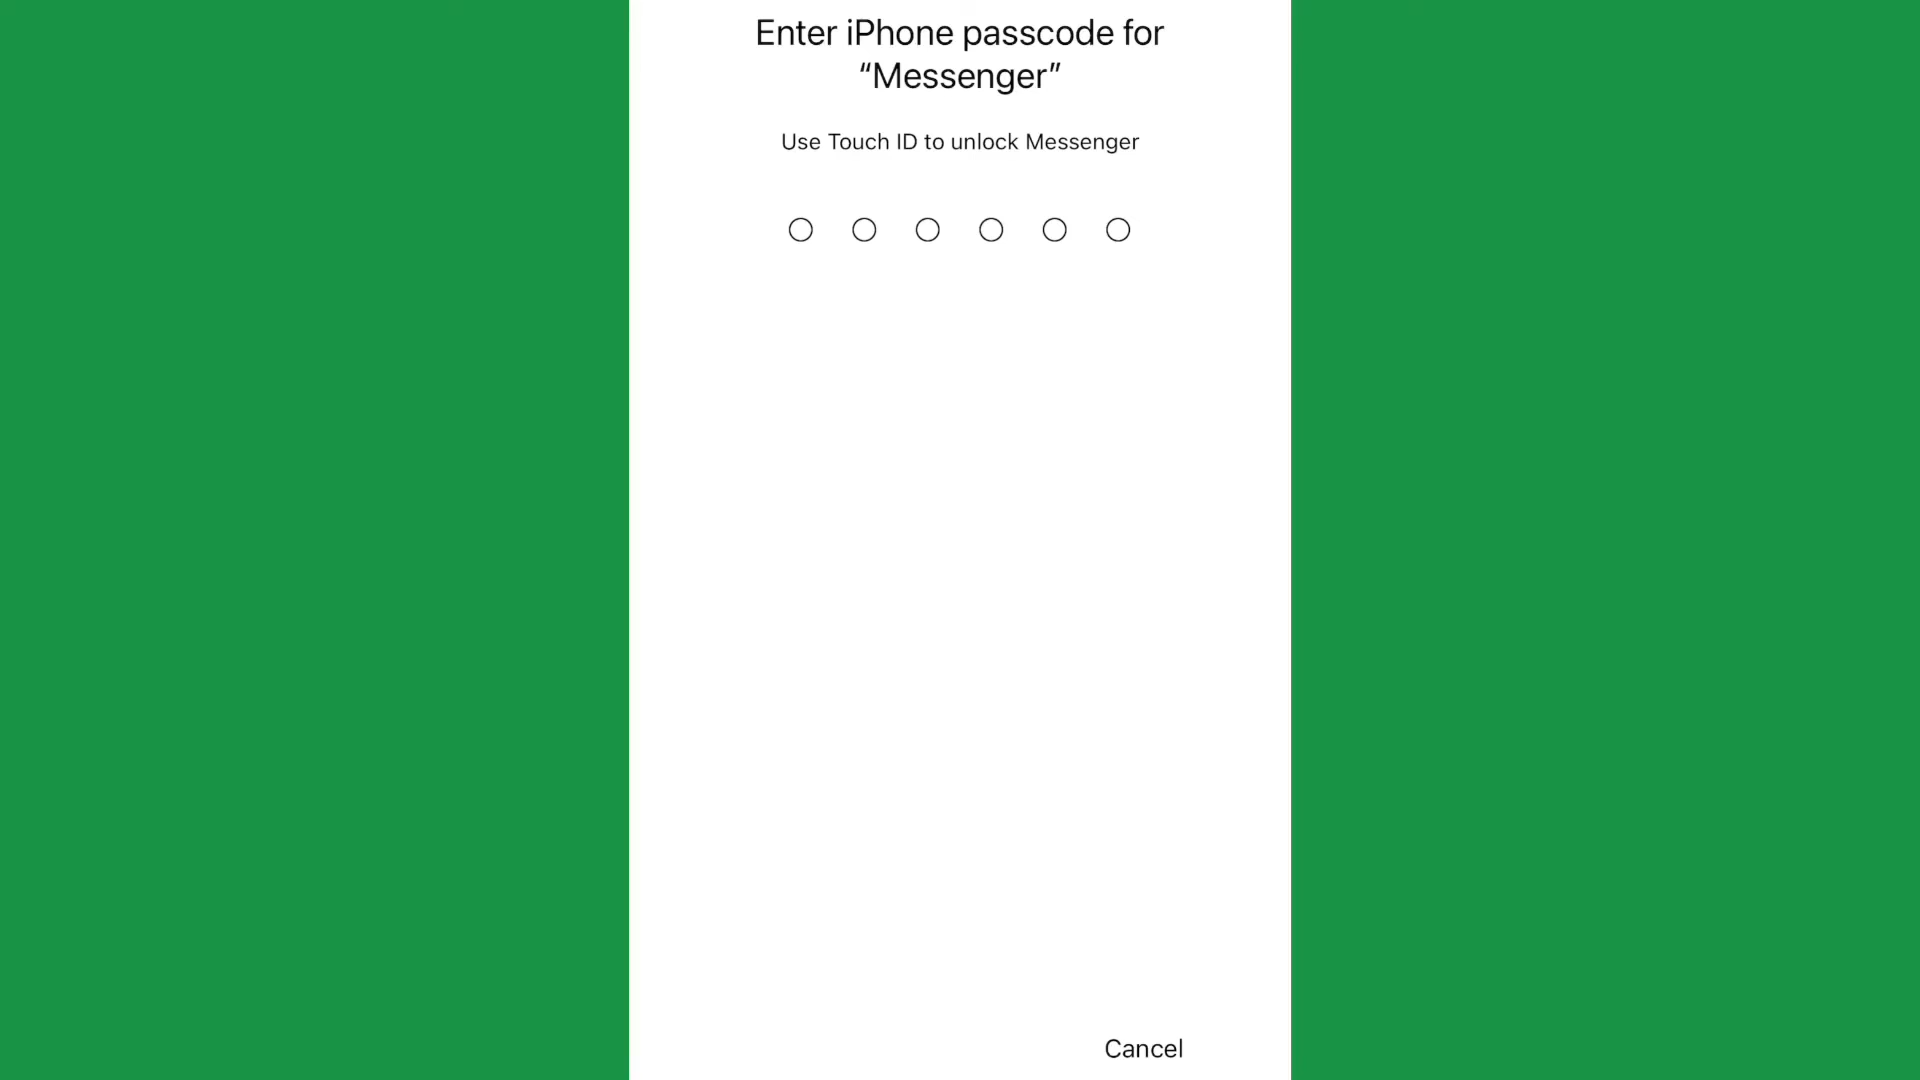 Enter iPhone passcode for
“Messenger”
Use Touch ID to unlock Messenger
Cancel